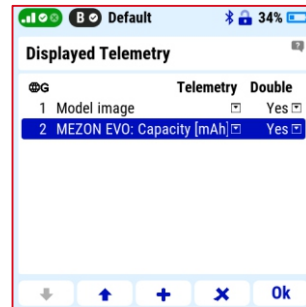 B Default 34%
Displayed Telemetry
G Telemetry Double
1 Model image Yes
2 MEZON EVO: Capacity [mAh] Yes
Ok